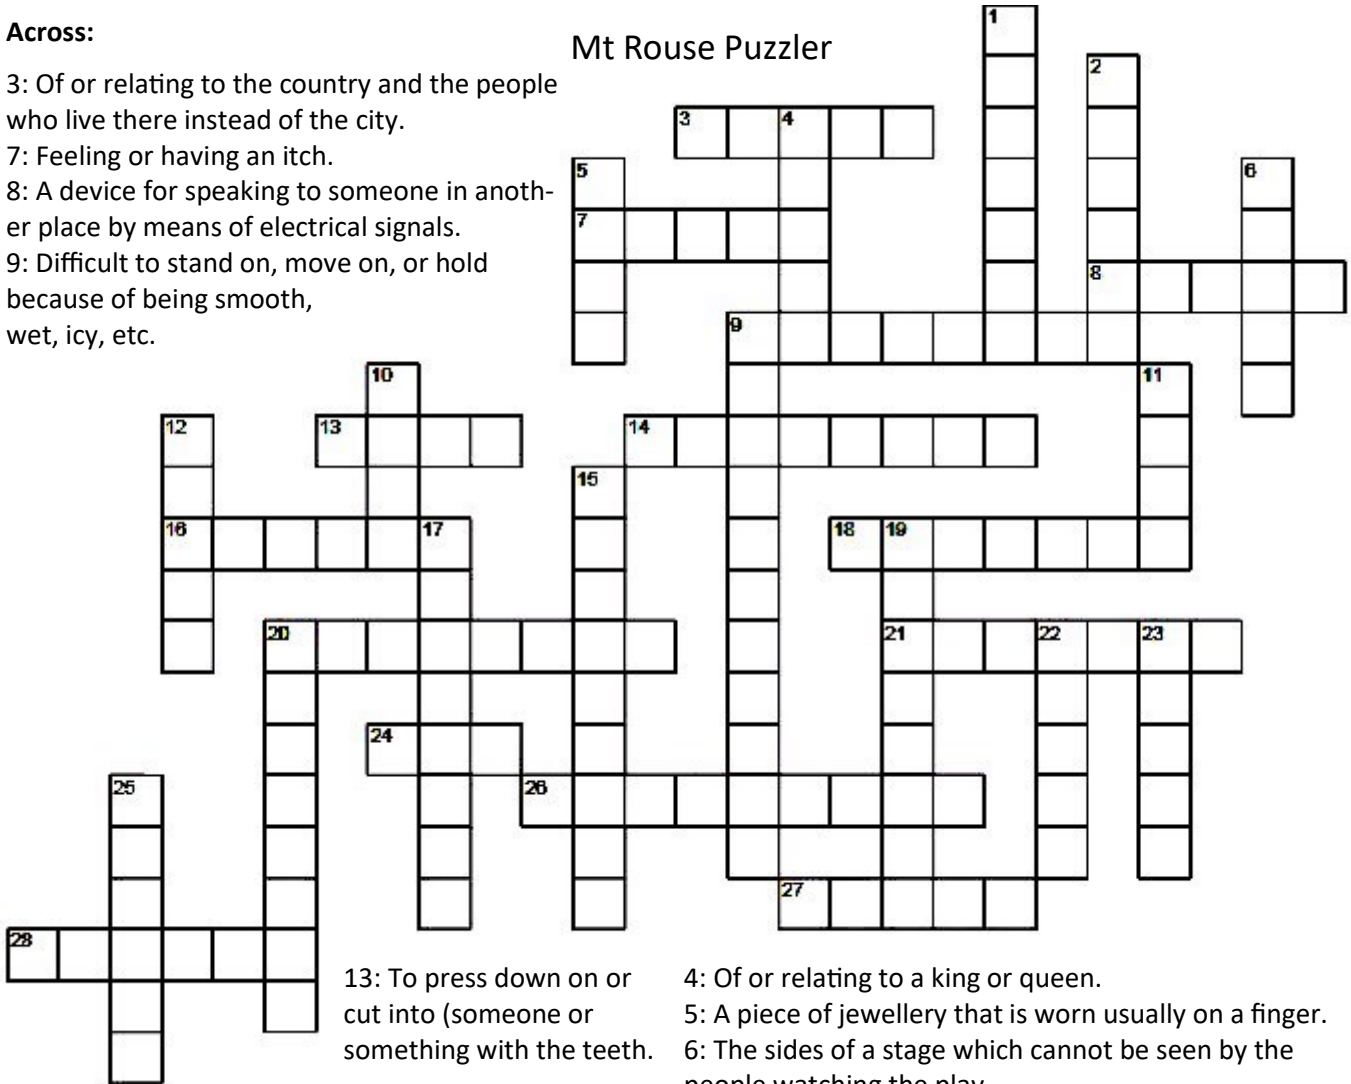 Across:
Mt Rouse Puzzler
3: Of or relating to the country and the people
who live there instead of the city.
7: Feeling or having an itch.
8: A device for speaking to someone in anoth-
er place by means of electrical signals.
9: Difficult to stand on, move on, or hold
because of being smooth,
wet, icy, etc.
1
2
3 4
5 6
7
8
9
10 11
12 13 14
15
16 17 18 19
20 21 22 23
24
25 26
27
28
13: To press down on or
cut into (someone or
something with the teeth.
4: Of or relating to a king or queen.
5: A piece of jewellery that is worn usually on a finger.
6: The sides of a stage which cannot be seen by the
people watching the play